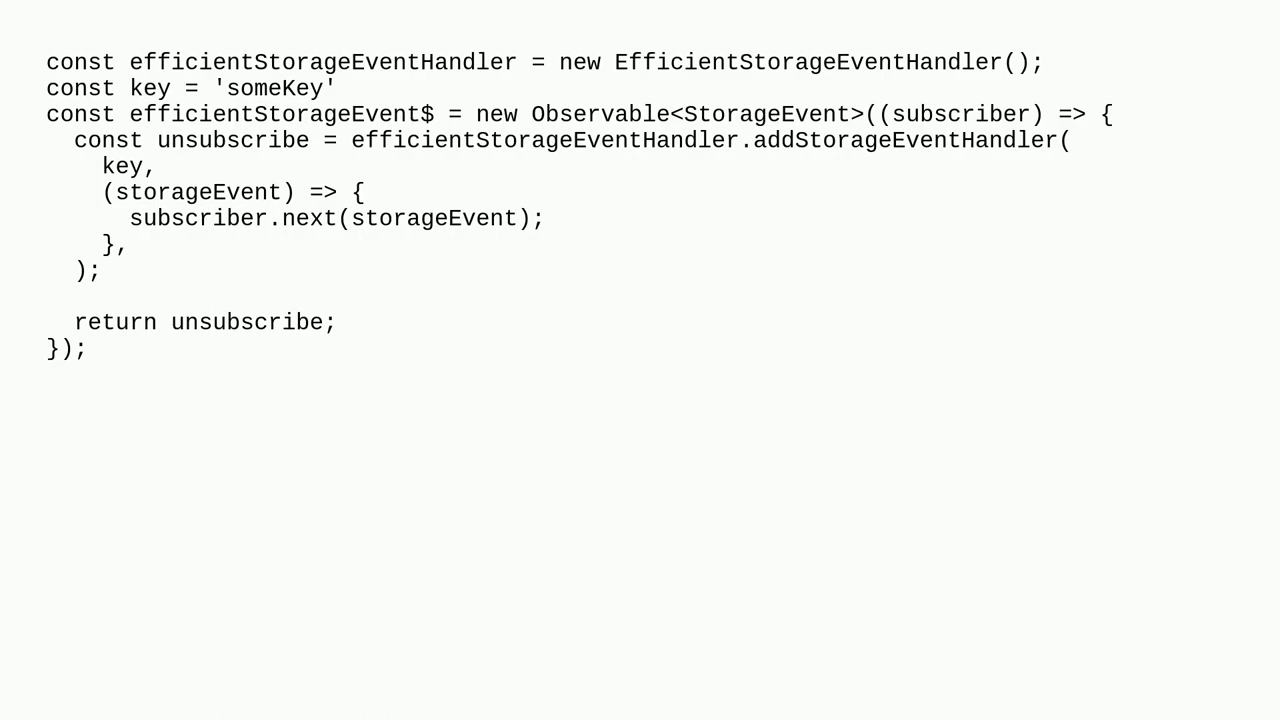 const efficientStorageEventHandler = new EfficientStorageEventHandler();
const key = 'someKey'
const efficientStorageEvent$ = new Observable<StorageEvent>((subscriber) => {
  const unsubscribe = efficientStorageEventHandler.addStorageEventHandler(
    key,
    (storageEvent) => {
      subscriber.next(storageEvent);
    },
  );

  return unsubscribe;
});